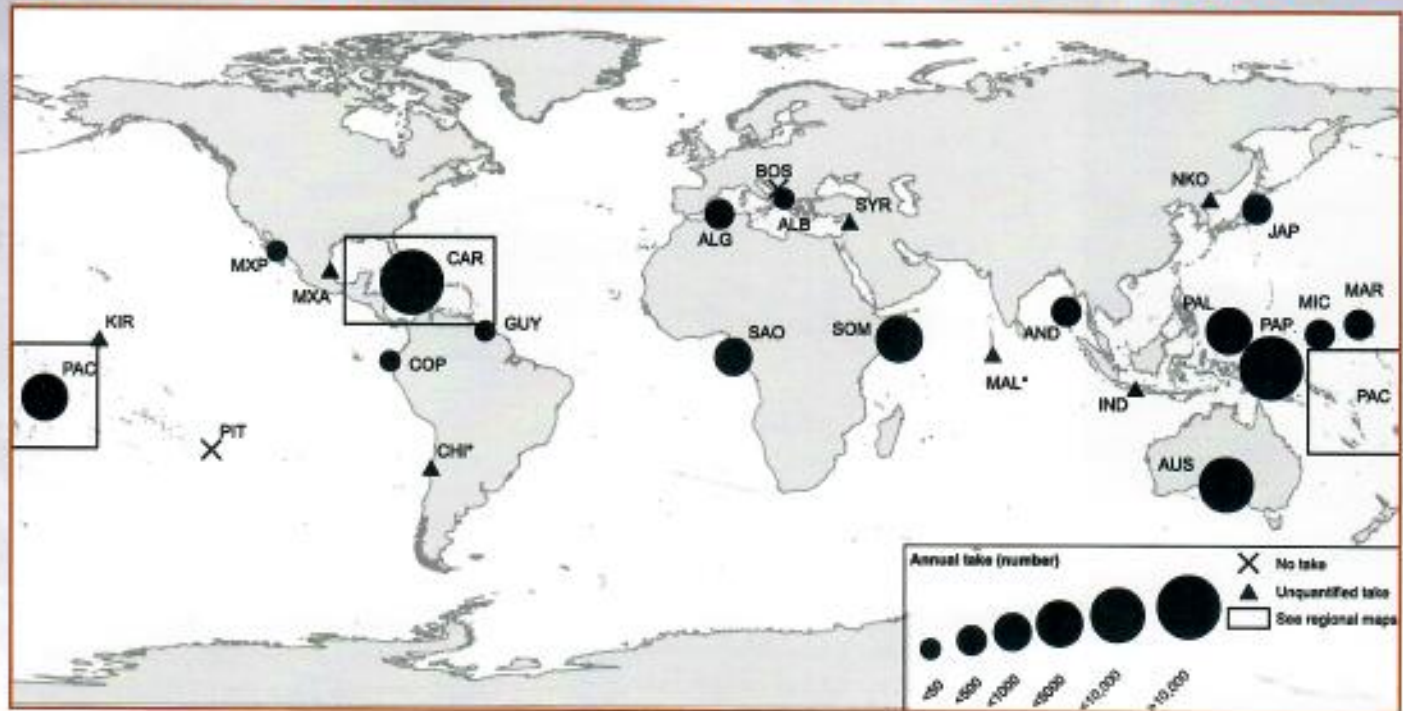 BOS
NKO
SYR
ALG
ALB
JAP
MXP
CAR
MXA
PAL
MIC
MAR
KIR
GUY
SAO
SOM
AND
PAP
PAC
COP
MAL*
IND
PAC
PIT
CHI*
AUS
Annual take (number)
No take
Unquantified take
See regional maps
<50
<500
<1000
<5000
<10,000